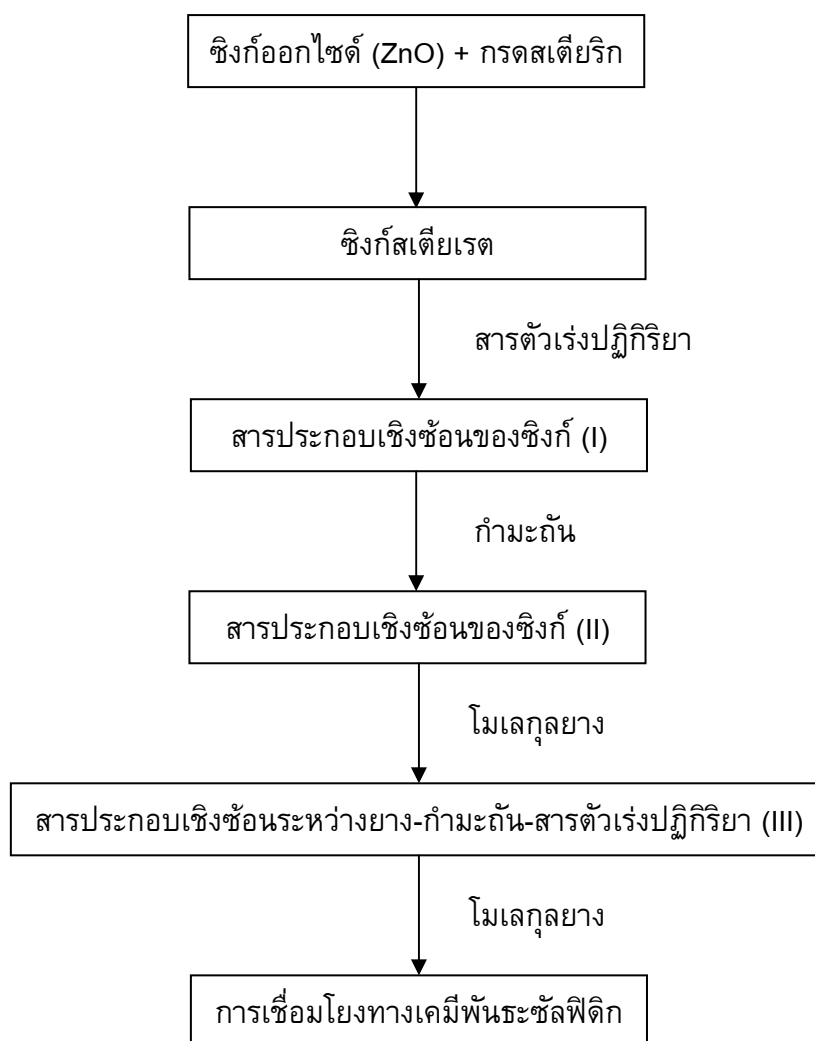 ซิงก์ออกไซด์ (ZnO) + กรดสเตียริก
ซิงก์สเตียเรต
สารตัวเร่งปฏิกิริยา
สารประกอบเชิงซ้อนของซิงก์ (I)
กำมะถัน
สารประกอบเชิงซ้อนของซิงก์ (II)
โมเลกุลยาง
สารประกอบเชิงซ้อนระหว่างยาง-กำมะถัน-สารตัวเร่งปฏิกิริยา (III)
โมเลกุลยาง
การเชื่อมโยงทางเคมีพันธะซัลฟิดิก